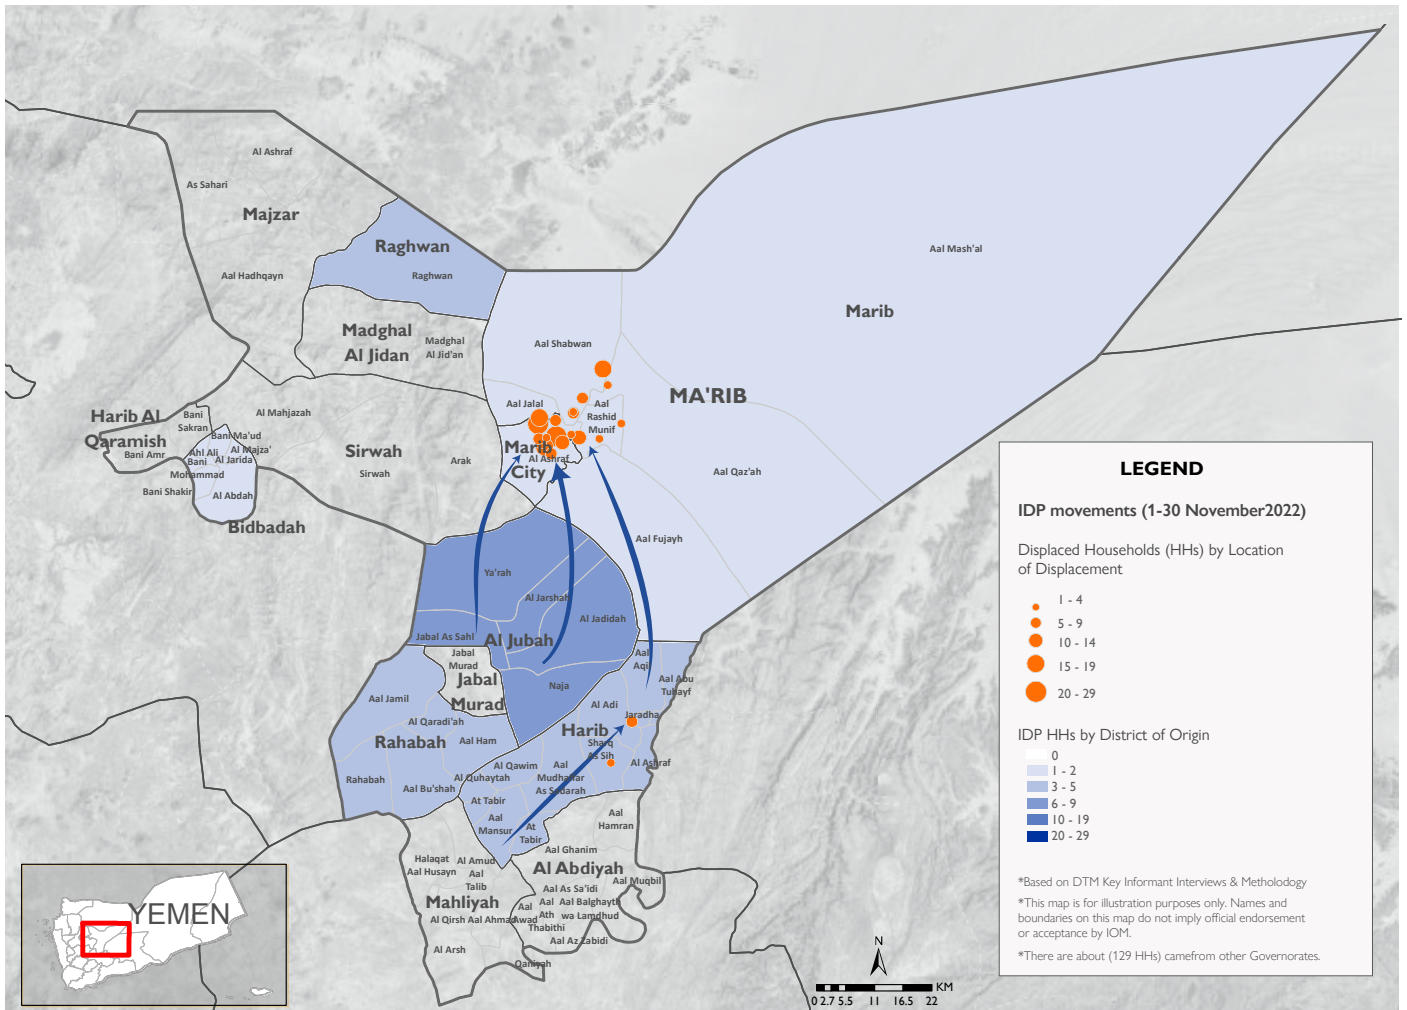 Al Ashraf
As Sahari
Majzar
Raghwan
Raghwan
Aal Hadhqayn
Aal Mash'al
Marib
Madghal
Al Jidan
Madghal
Al Jid'an
Aal Shabwan
MA'RIB
Aal Jalal
Aal
Rashid
Munif
Harib Al
Qaramish
Bani
Sakran
Al Mahjazah
Bani Ma'ud
Bani Amr
Ahl Ali
Al Majza'
Bani
Mohammad
Al Jarida
Bani Shakir
Al Abdah
Bidbadah
Sirwah
Sirwah
Arak
Marib
City
Al Ashraf
Aal Qaz'ah
Aal Fujayh
Ya'rah
Al Jarshah
Al Jadidah
Jabal As Sahl
Al Jubah
Jabal
Murad
Jabal
Murad
Naja
Aal
Aqil
Aal Abu
Tuhayf
Aal Jamil
Al Qaradi'ah
Rahabah
Aal Ham
Rahabah
Aal Bu'shah
Al Adi
Jaradha
Harib
Sharq
As Sih
Al Ashraf
Al Qawim
Al Quhaytah
Aal
Mudhaffar
As Sudarah
At Tabir
Aal
Mansur
At
Tabir
Aal
Hamran
Aal Ghanim
Al Abdiyah
Halaqat
Aal Husayn
Al Amud
Aal
Talib
Mahliyah
Al Qirsh
Aal Ahmad
Al Arsh
Aal
Awad
Aal As Sa'idi
Aal
Ath
Thabithi
Aal Balghayth
wa Lamdhud
Aal Muqbil
Aal Az Zabidi
Qaniyah
YEMEN
N
0 2.7 5.5 11 16.5 22
KM
LEGEND
IDP movements (1-30 November2022)
Displaced Households (HHs) by Location
of Displacement
1 - 4
5 - 9
10 - 14
15 - 19
20 - 29
IDP HHs by District of Origin
0
1 - 2
3 - 5
6 - 9
10 - 19
20 - 29
*Based on DTM Key Informant Interviews & Metholodogy
*This map is for illustration purposes only. Names and
boundaries on this map do not imply official endorsement
or acceptance by IOM.
*There are about (129 HHs) camefrom other Governorates.